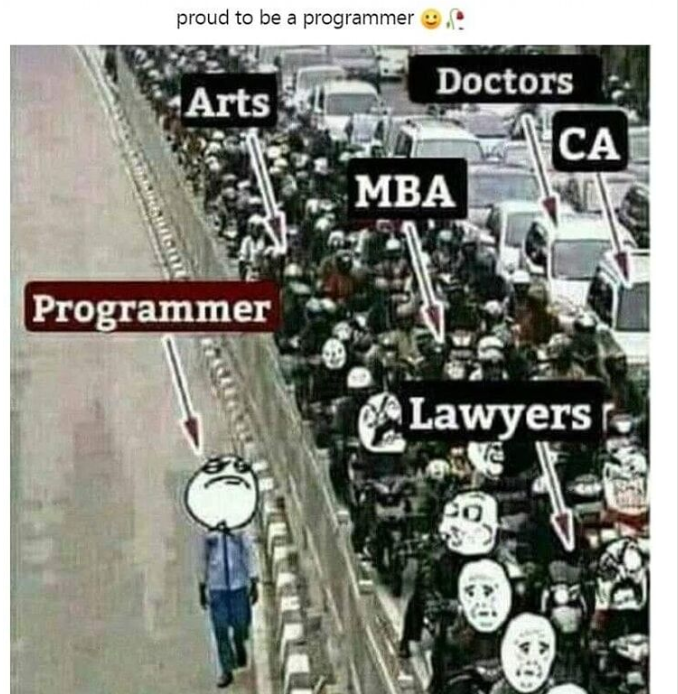 proud to be a programmer 🙂🥀
Arts
Doctors
CA
MBA
Programmer
Lawyers